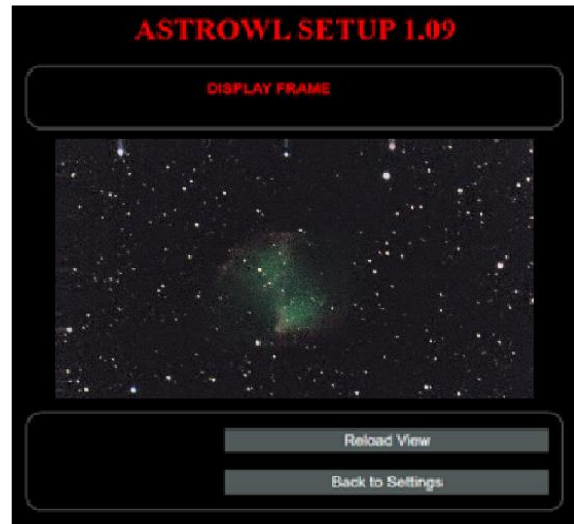 ASTROWL SETUP 1.09
DISPLAY FRAME
Reload View
Back to Settings